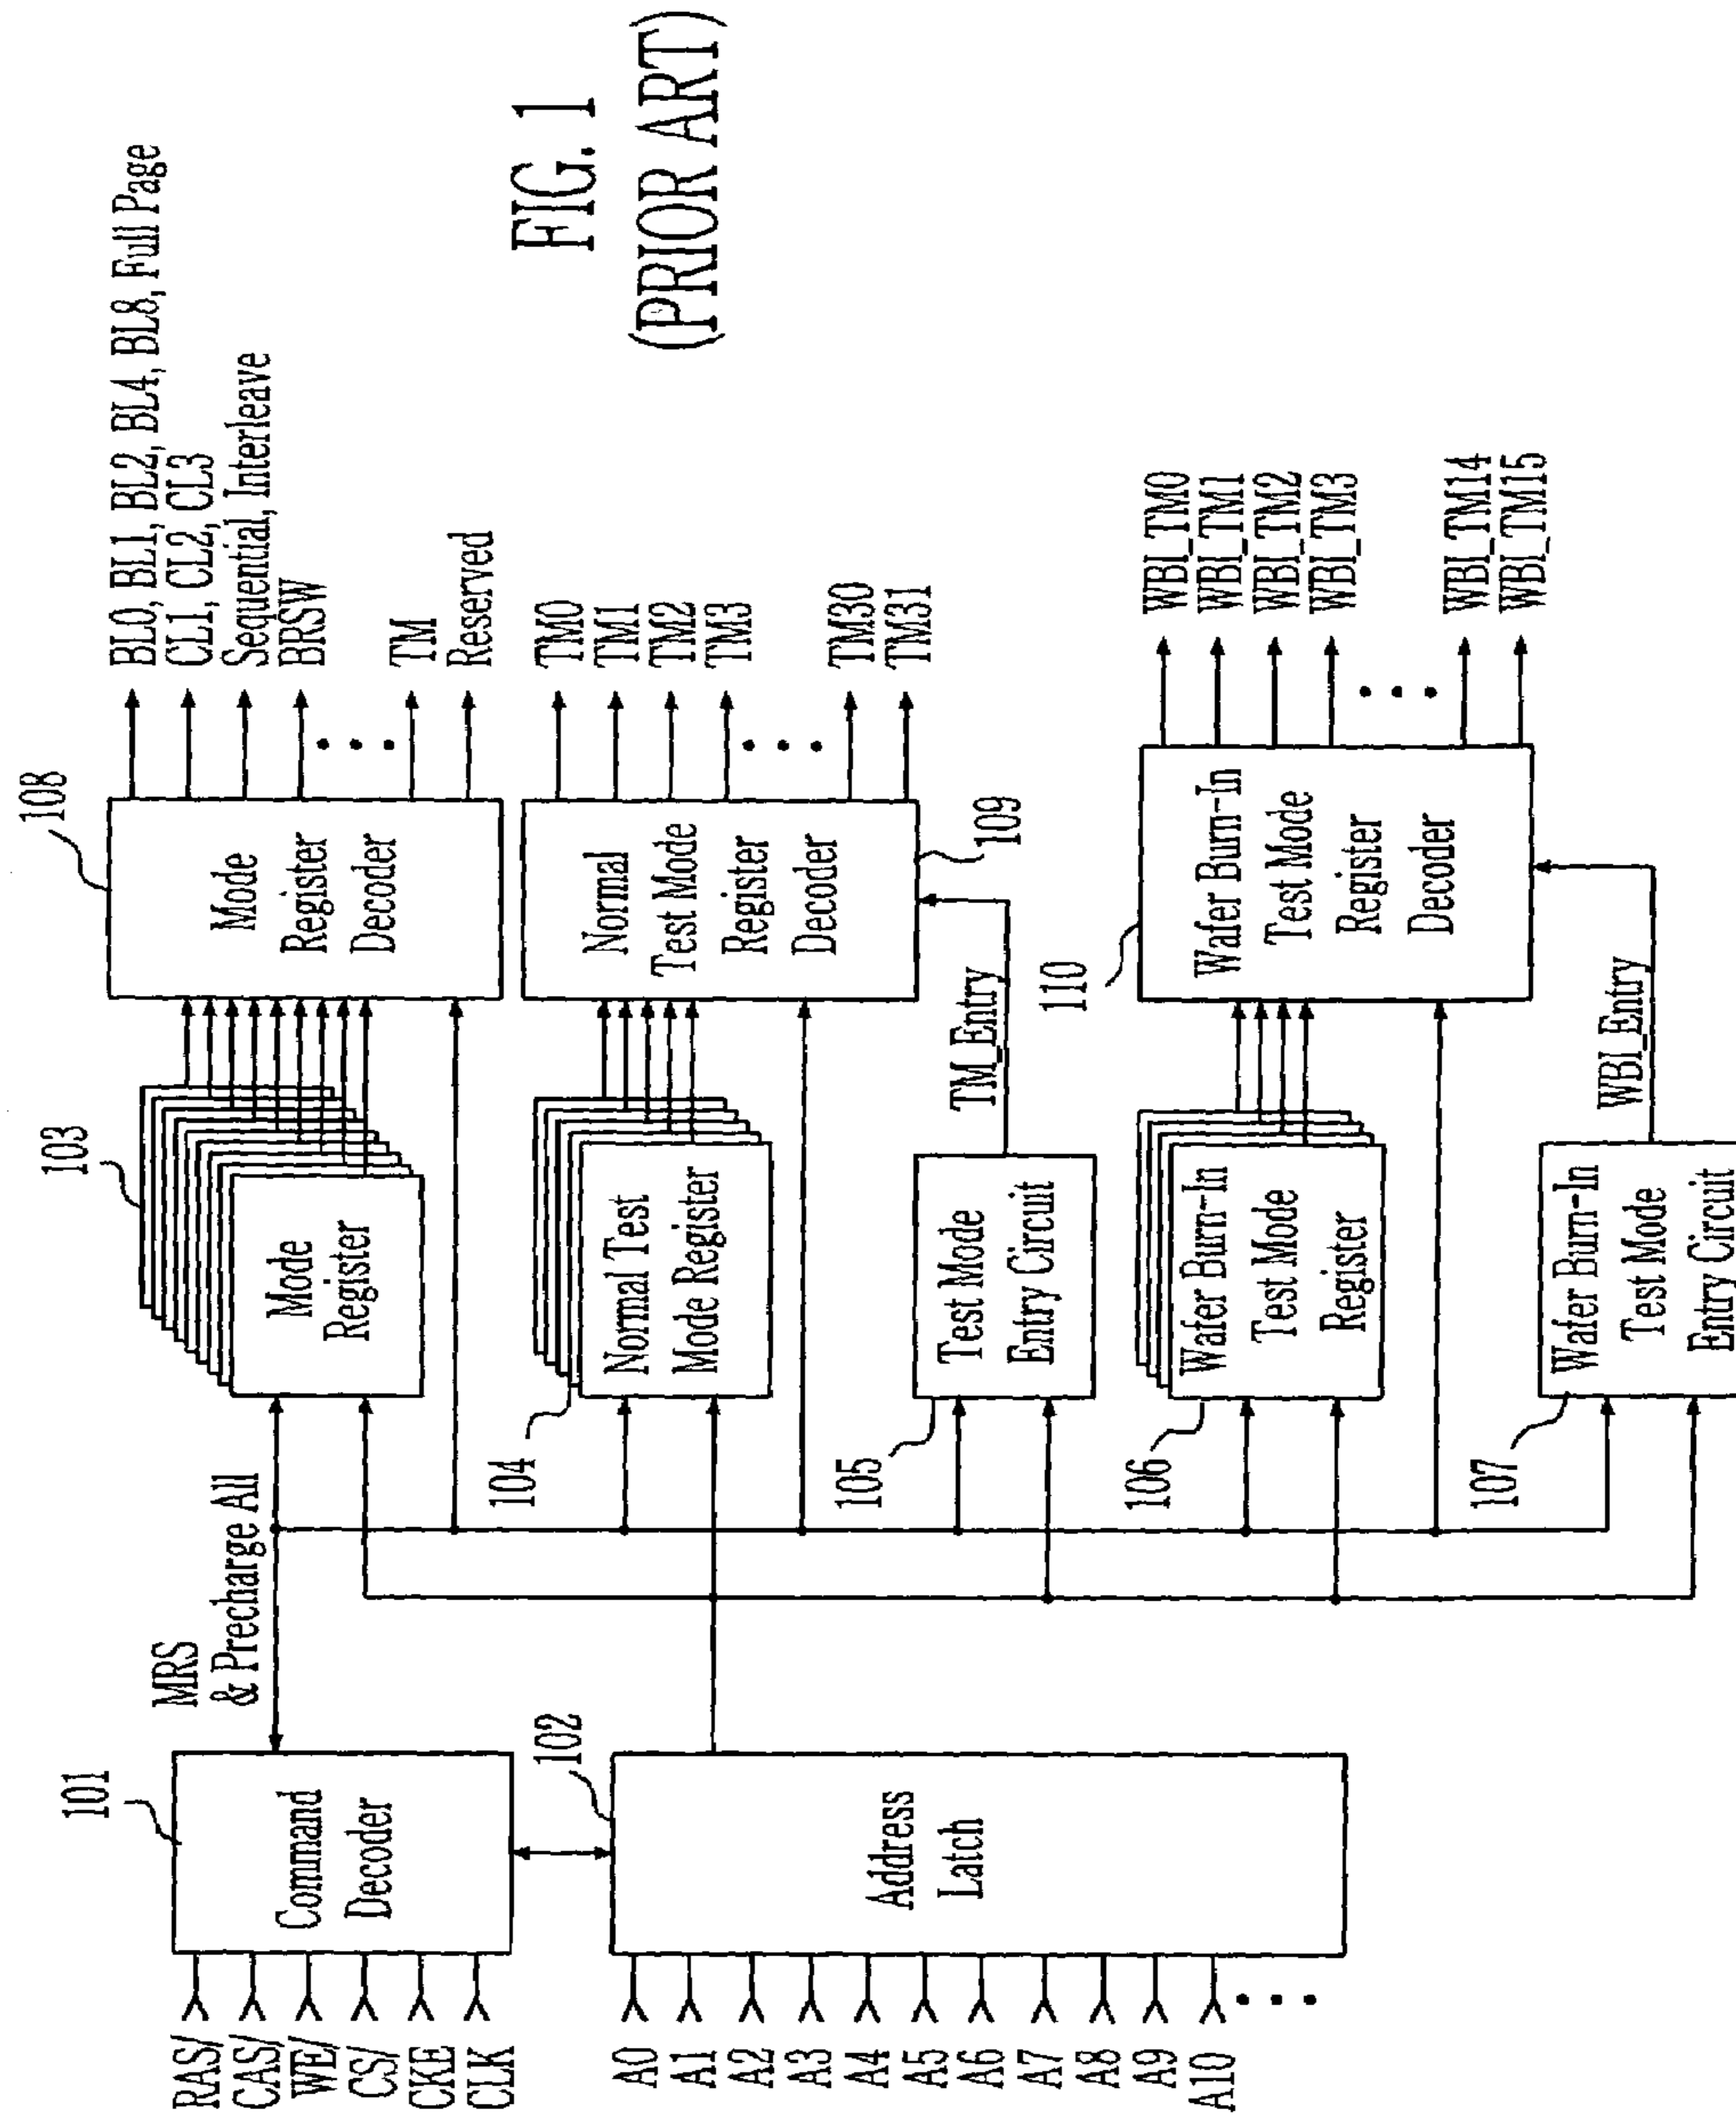 FIG. 1
(PRIOR ART)
RAS/
CAS/
WE/
CS/
CKE
CLK
101
Command
Decoder
MRS
& Precharge All
A0
A1
A2
A3
A4
A5
A6
A7
A8
A9
A10
102
Address
Latch
103
Mode
Register
104
Normal Test
Mode Register
105
Test Mode
Entry Circuit
TM_Entry
106
Wafer Burn-In
Test Mode
Register
107
Wafer Burn-In
Test Mode
Entry Circuit
WBI_Entry
108
Mode
Register
Decoder
BL0, BL1, BL2, BL4, BL8, Full Page
CL1, CL2, CL3
Sequential, Interleave
BRSW
TM
Reserved
109
Normal
Test Mode
Register
Decoder
TM0
TM1
TM2
TM3
TM30
TM31
110
Wafer Burn-In
Test Mode
Register
Decoder
WBI_TM0
WBI_TM1
WBI_TM2
WBI_TM3
WBI_TM14
WBI_TM15